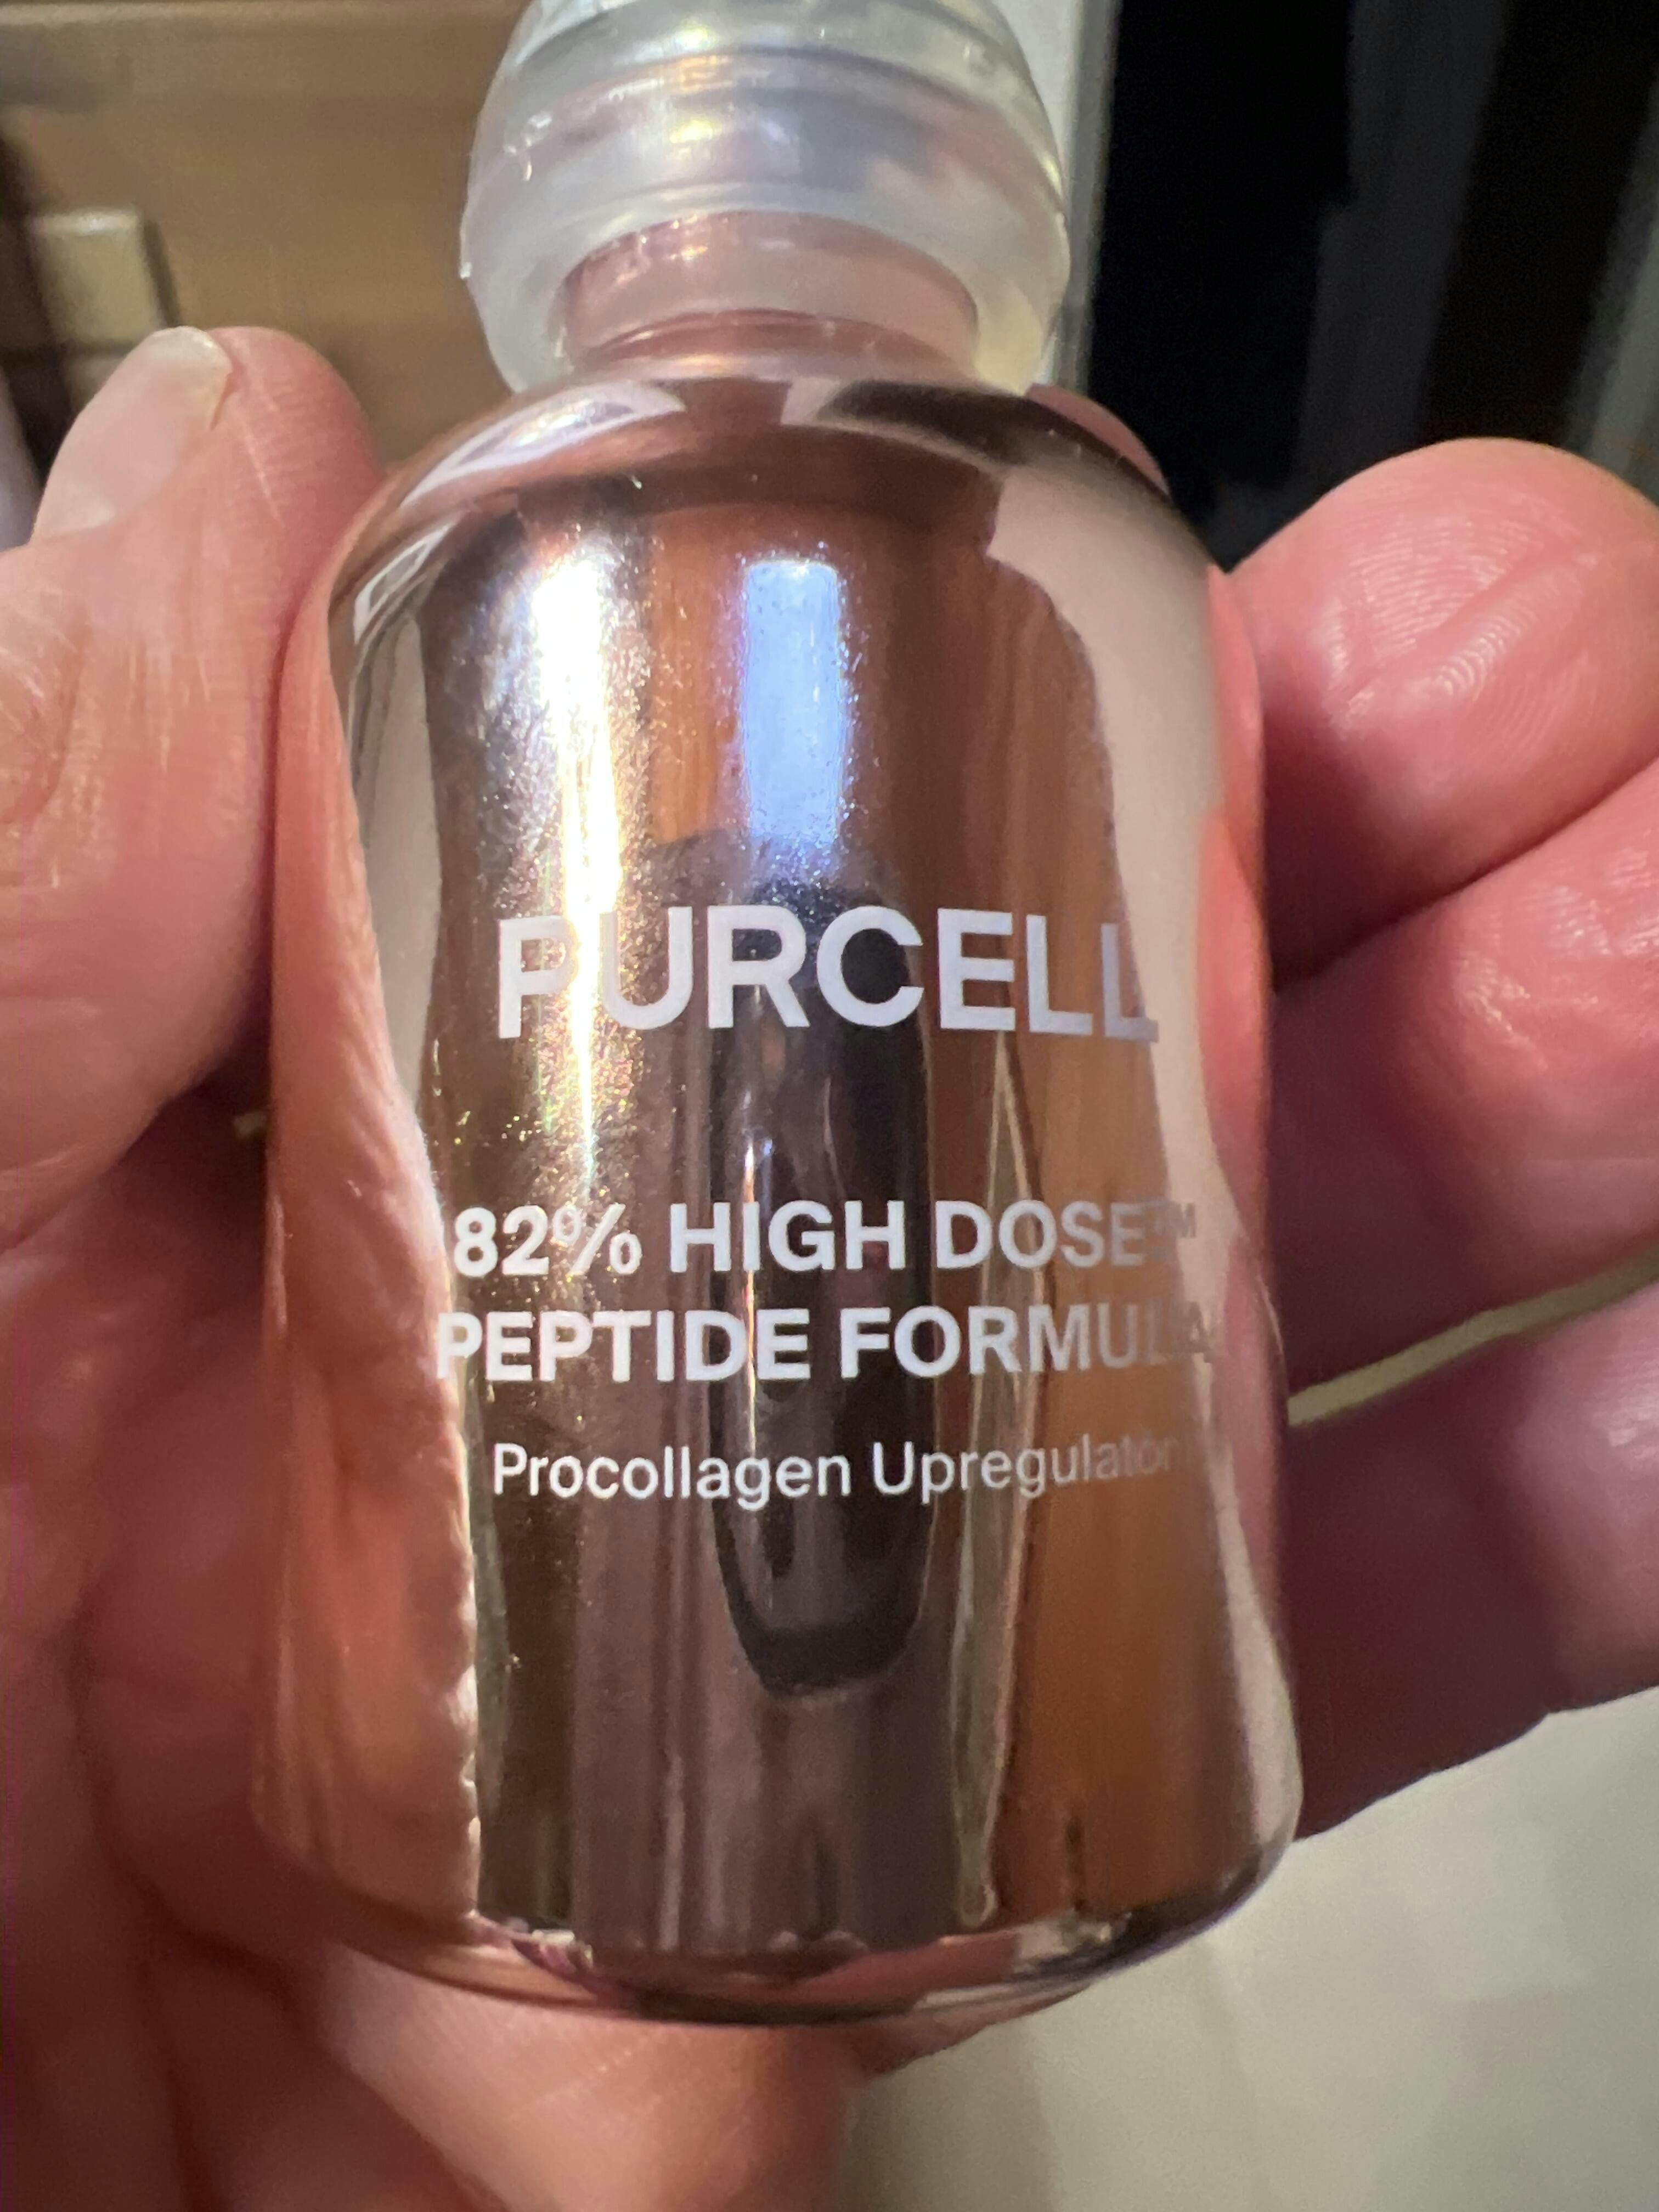 PURCELL
82% HIGH DOSE™
PEPTIDE FORMULA
Procollagen Upregulator